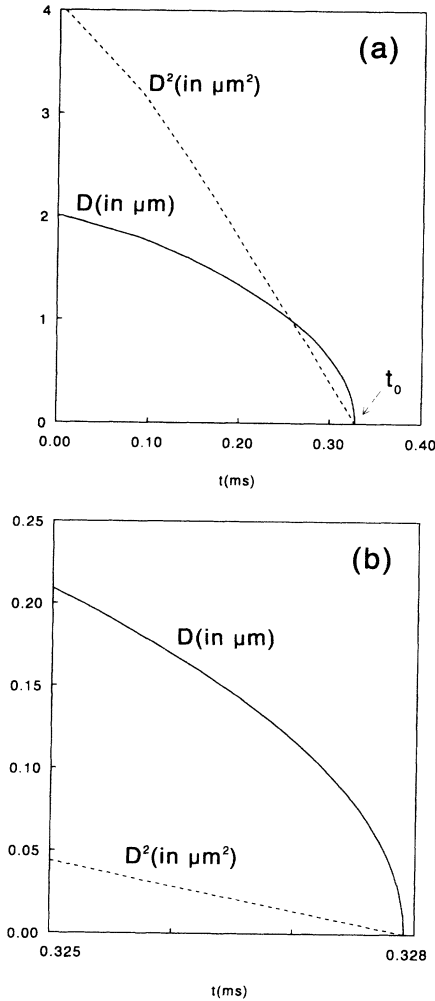 4
(a)
D²(in μm²)
3
D(in μm)
2
1
t₀
0
0.00 0.10 0.20 0.30 0.40
t(ms)
0.25
(b)
0.20
D(in μm)
0.15
0.10
D²(in μm²)
0.05
0.00
0.325 0.328
t(ms)